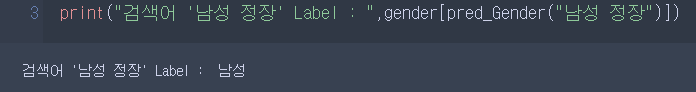 3 print("검색어 '남성 정장' Label : ",gender[pred_Gender("남성 정장")])
검색어 '남성 정장' Label :  남성